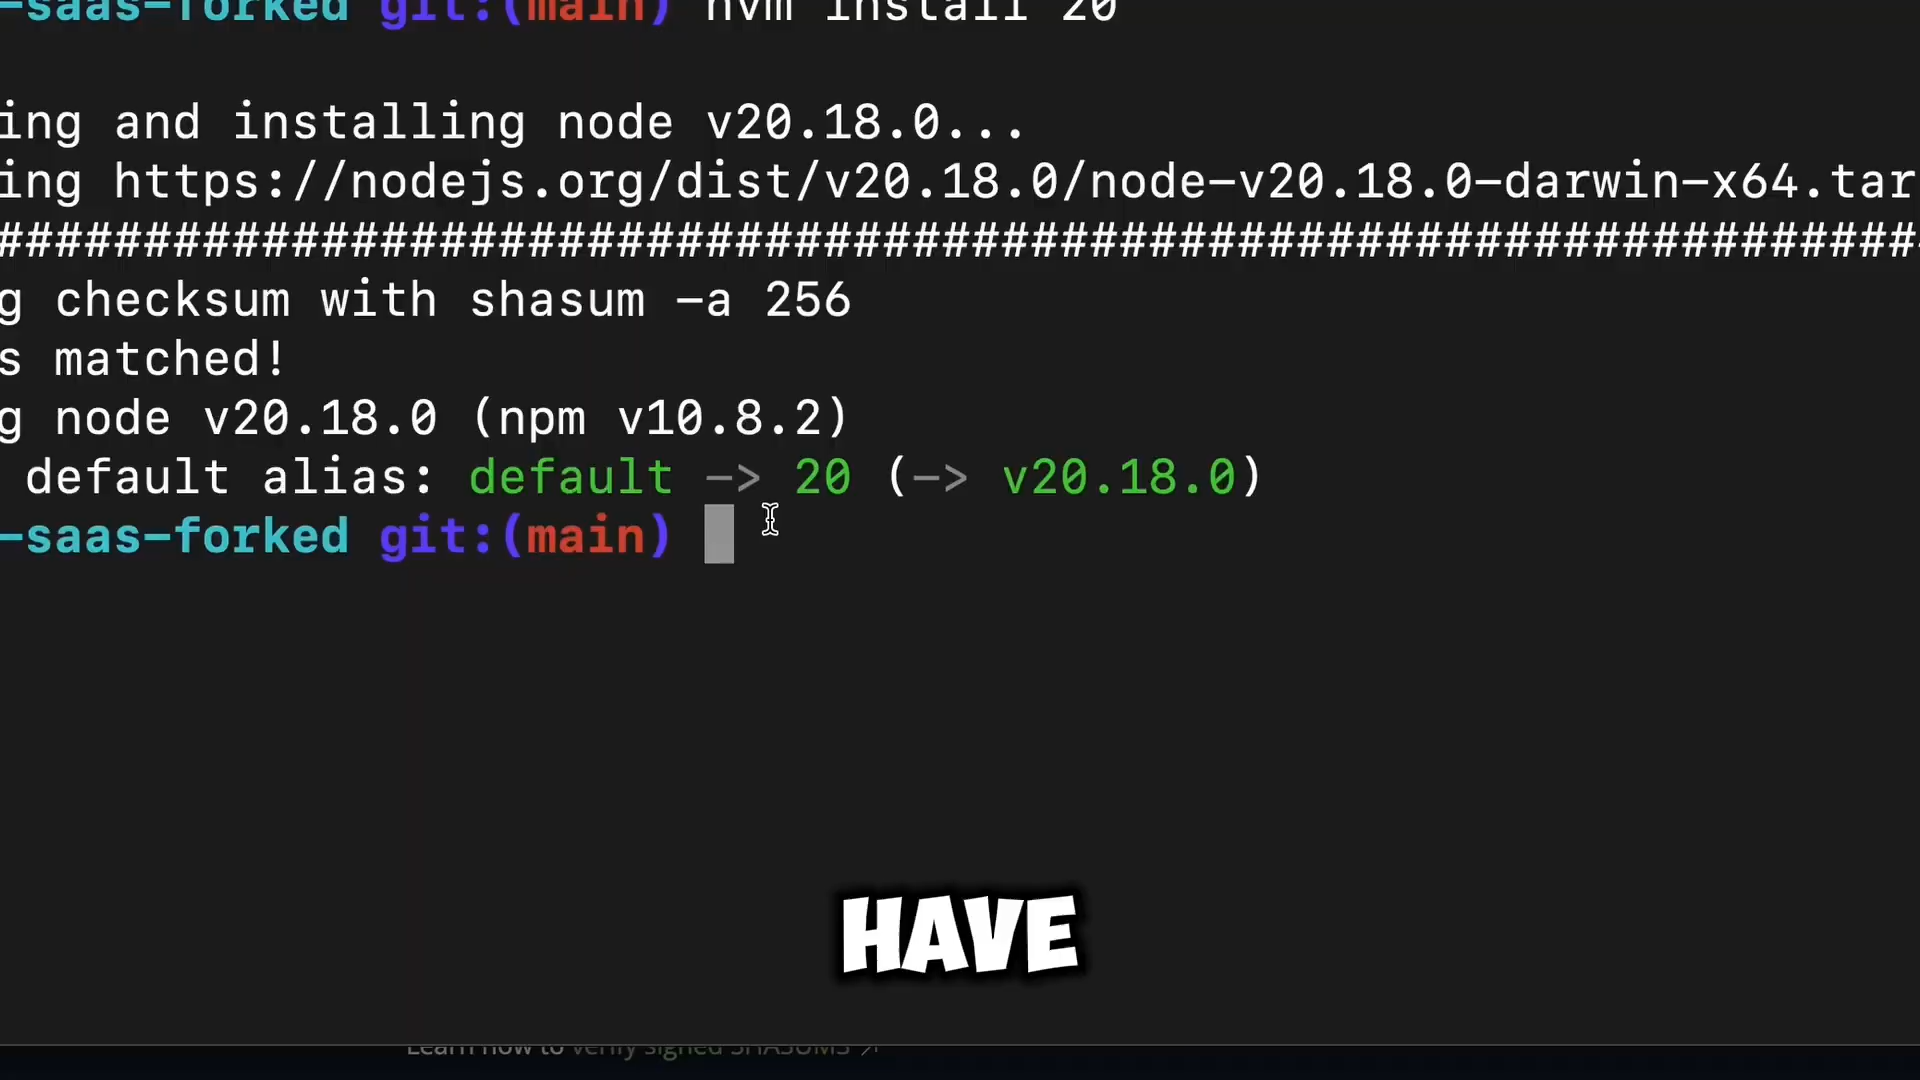 -saas-forked git:(main) nvm install 20
ing and installing node v20.18.0...
ing https://nodejs.org/dist/v20.18.0/node-v20.18.0-darwin-x64.tar
#################################################################
g checksum with shasum -a 256
s matched!
g node v20.18.0 (npm v10.8.2)
default alias: default -> 20 (-> v20.18.0)
-saas-forked git:(main)
HAVE
Learn how to verify signed SHASUMS ↗